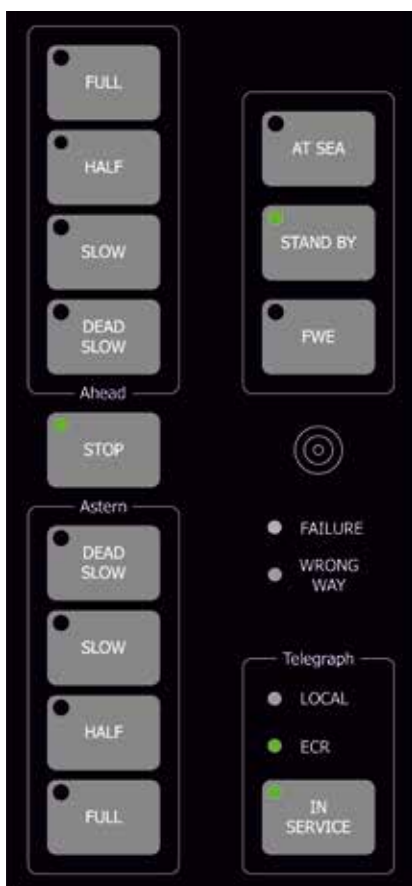 FULL
HALF
SLOW
DEAD
SLOW
Ahead
STOP
Astern
DEAD
SLOW
SLOW
HALF
FULL
AT SEA
STAND BY
FWE
FAILURE
WRONG
WAY
Telegraph
LOCAL
ECR
IN
SERVICE